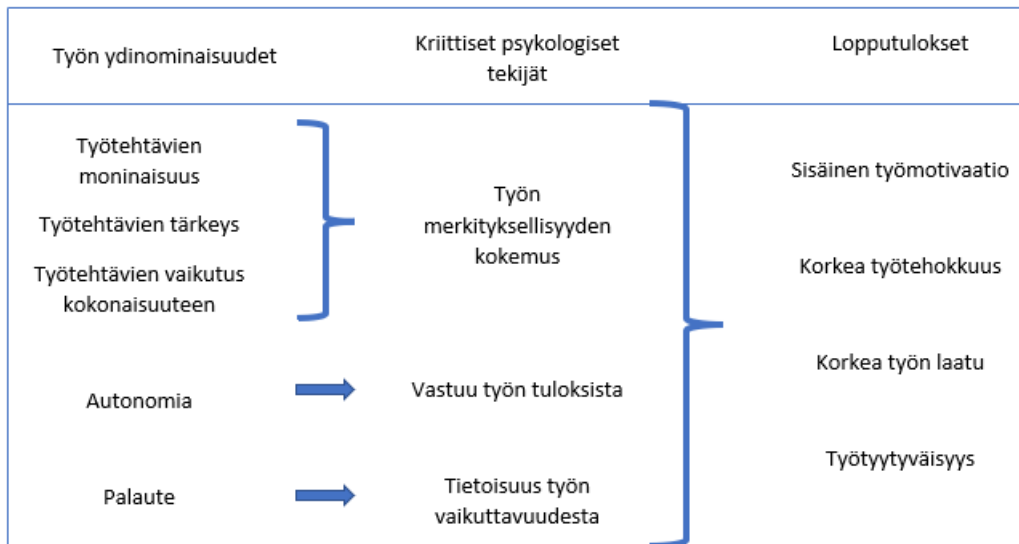 Työn ydinominaisuudet
Kriittiset psykologiset
tekijät
Lopputulokset
Työtehtävien
moninaisuus
Työtehtävien tärkeys
Työtehtävien vaikutus
kokonaisuuteen
Autonomia
Palaute
Työn
merkityksellisyyden
kokemus
Vastuu työn tuloksista
Tietoisuus työn
vaikuttavuudesta
Sisäinen työmotivaatio
Korkea työtehokkuus
Korkea työn laatu
Työtyytyväisyys